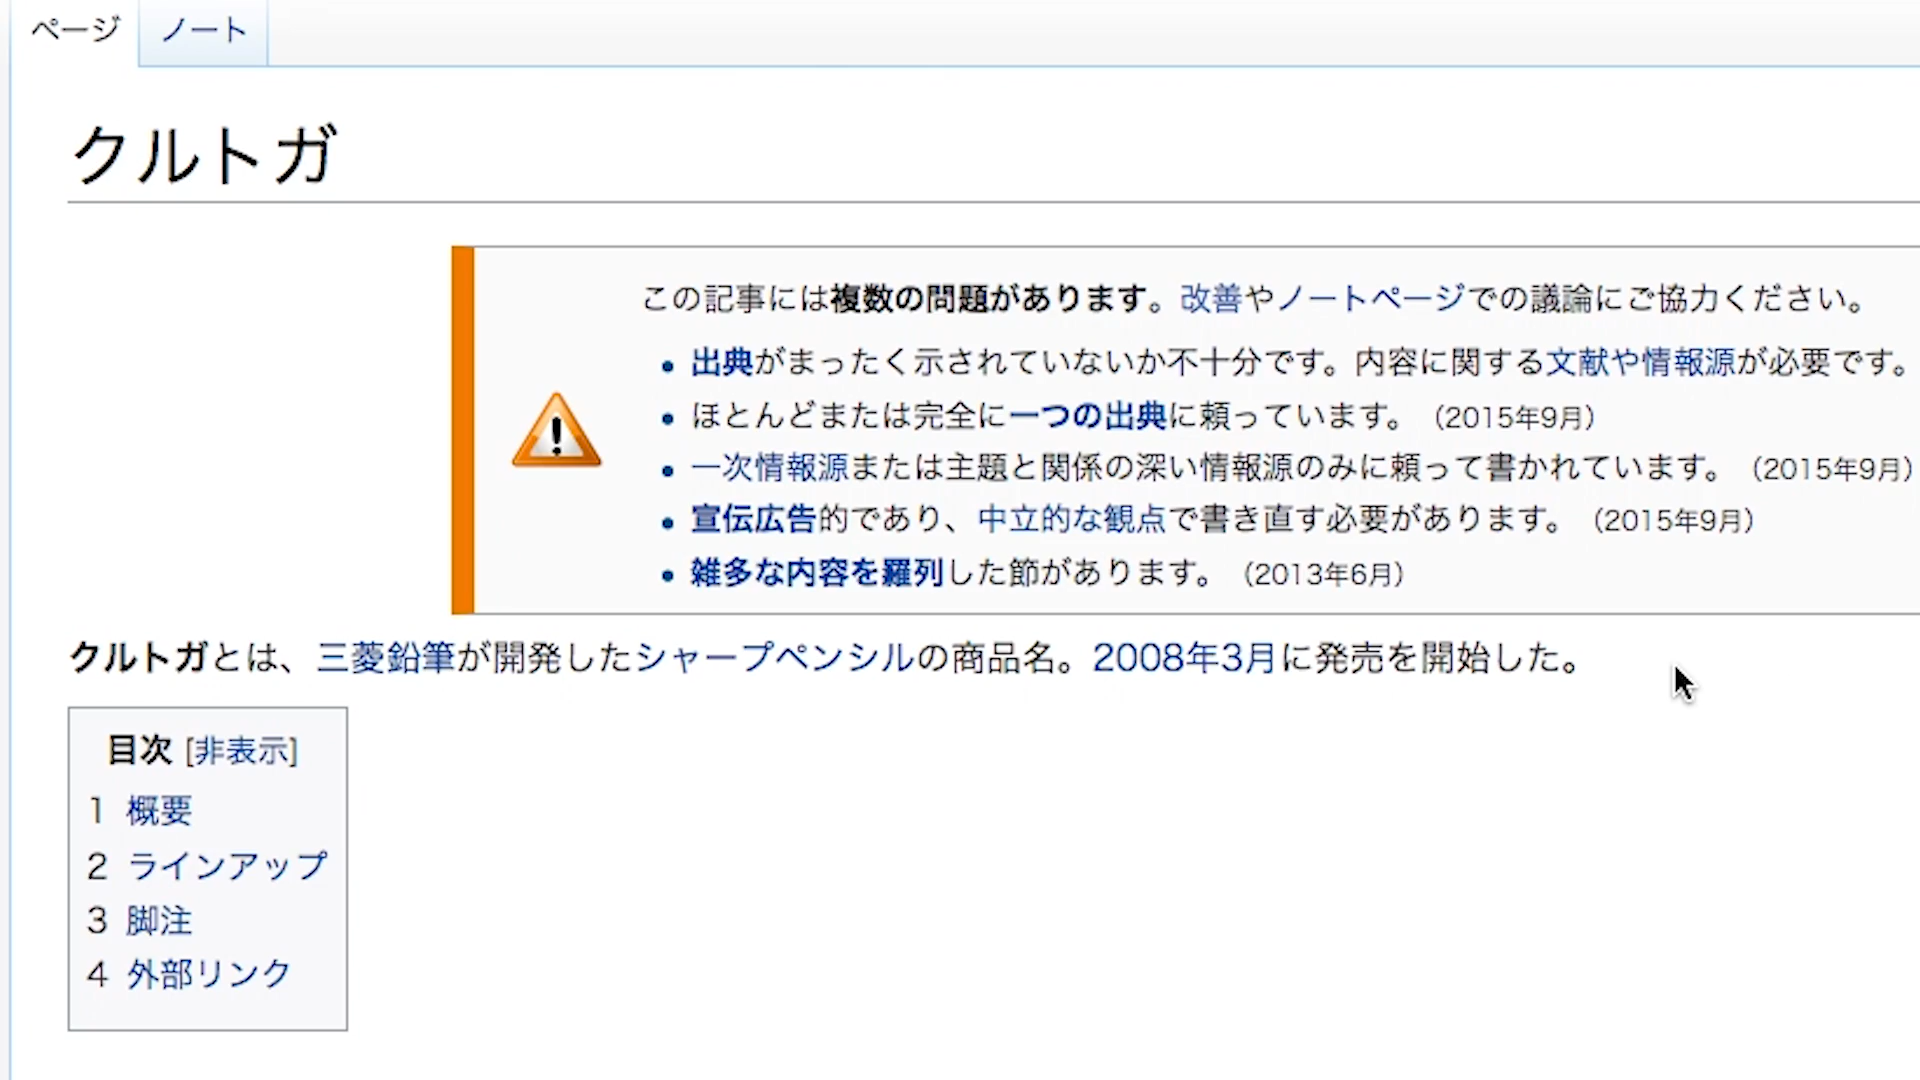 ページ ノート
クルトガ
この記事には複数の問題があります。改善やノートページでの議論にご協力ください。
出典がまったく示されていないか不十分です。内容に関する文献や情報源が必要です。
ほとんどまたは完全に一つの出典に頼っています。（2015年9月）
一次情報源または主題と関係の深い情報源のみに頼って書かれています。（2015年9月）
宣伝広告的であり、中立的な観点で書き直す必要があります。（2015年9月）
雑多な内容を羅列した節があります。（2013年6月）
クルトガとは、三菱鉛筆が開発したシャープペンシルの商品名。2008年3月に発売を開始した。
目次 [非表示]
1 概要
2 ラインアップ
3 脚注
4 外部リンク